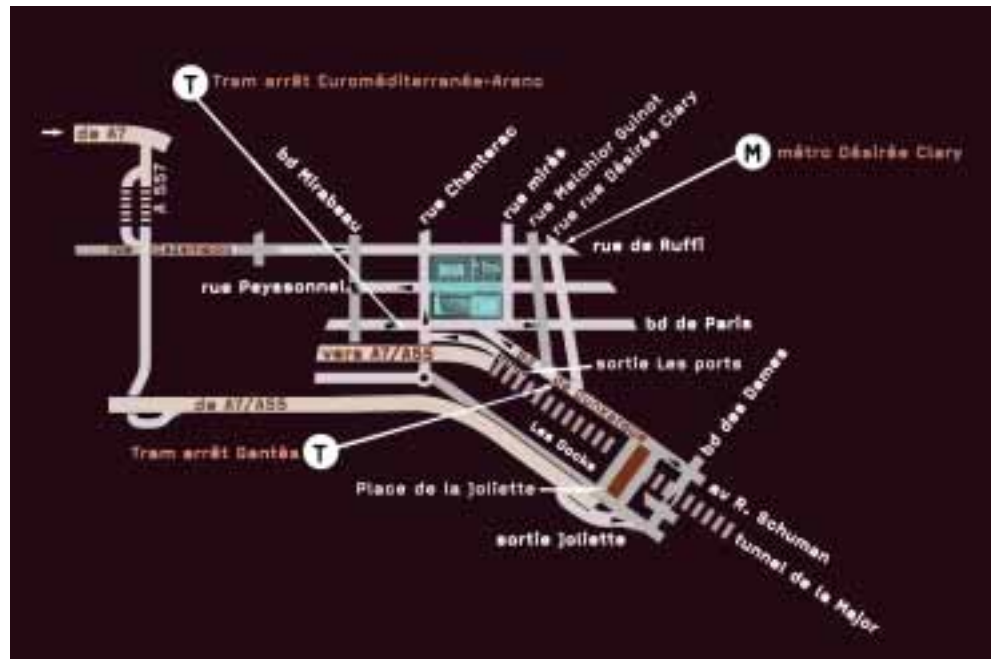 T Tram arrêt Euroméditerranée-Arenc
de A7
A 557
bd Mirabeau
rue Chanterac
rue mirès
rue Melchior Guinot
rue rue Désirée Clary
M métro Désirée Clary
rue de Ruffi
rue Peyssonnel
bd de Paris
vers A7/A55
sortie Les ports
de A7/A55
bd des Dames
Tram arrêt Gantès T
Les Docks
Place de la Joliette
au R. Schuman
sortie Joliette
tunnel de la Major